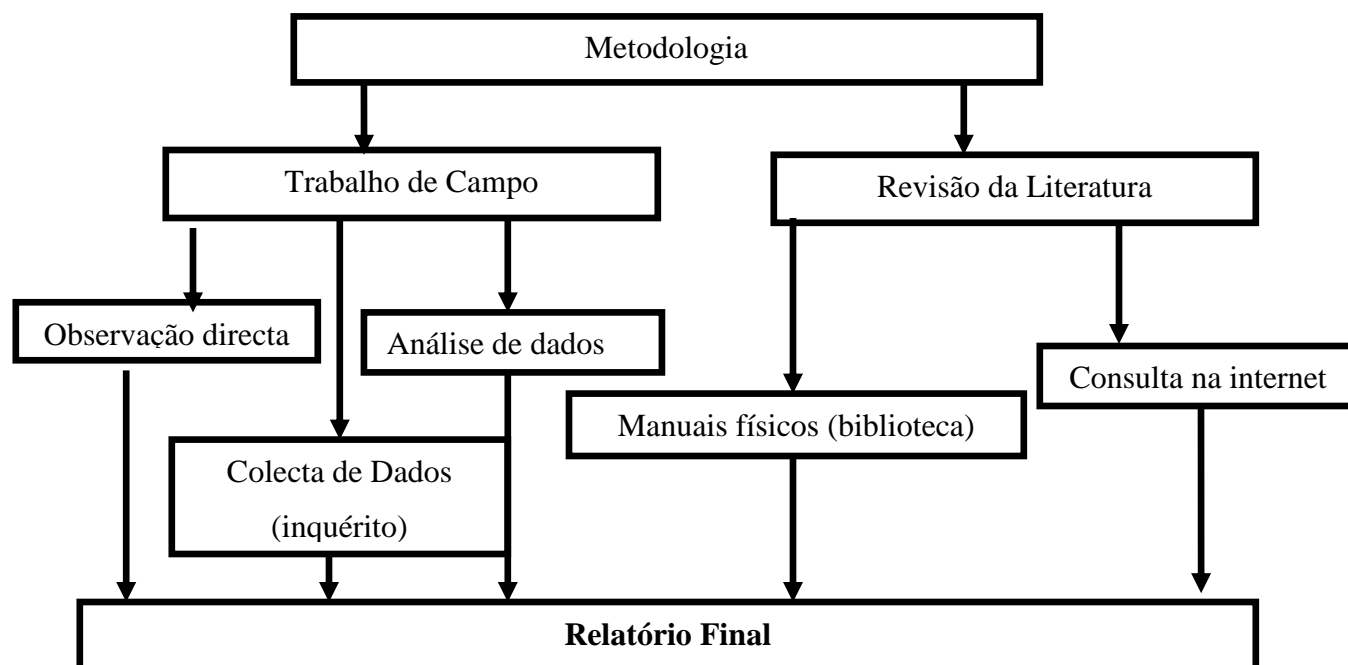 Metodologia
Trabalho de Campo
Revisão da Literatura
Observação directa
Análise de dados
Consulta na internet
Manuais físicos (biblioteca)
Colecta de Dados
(inquérito)
Relatório Final